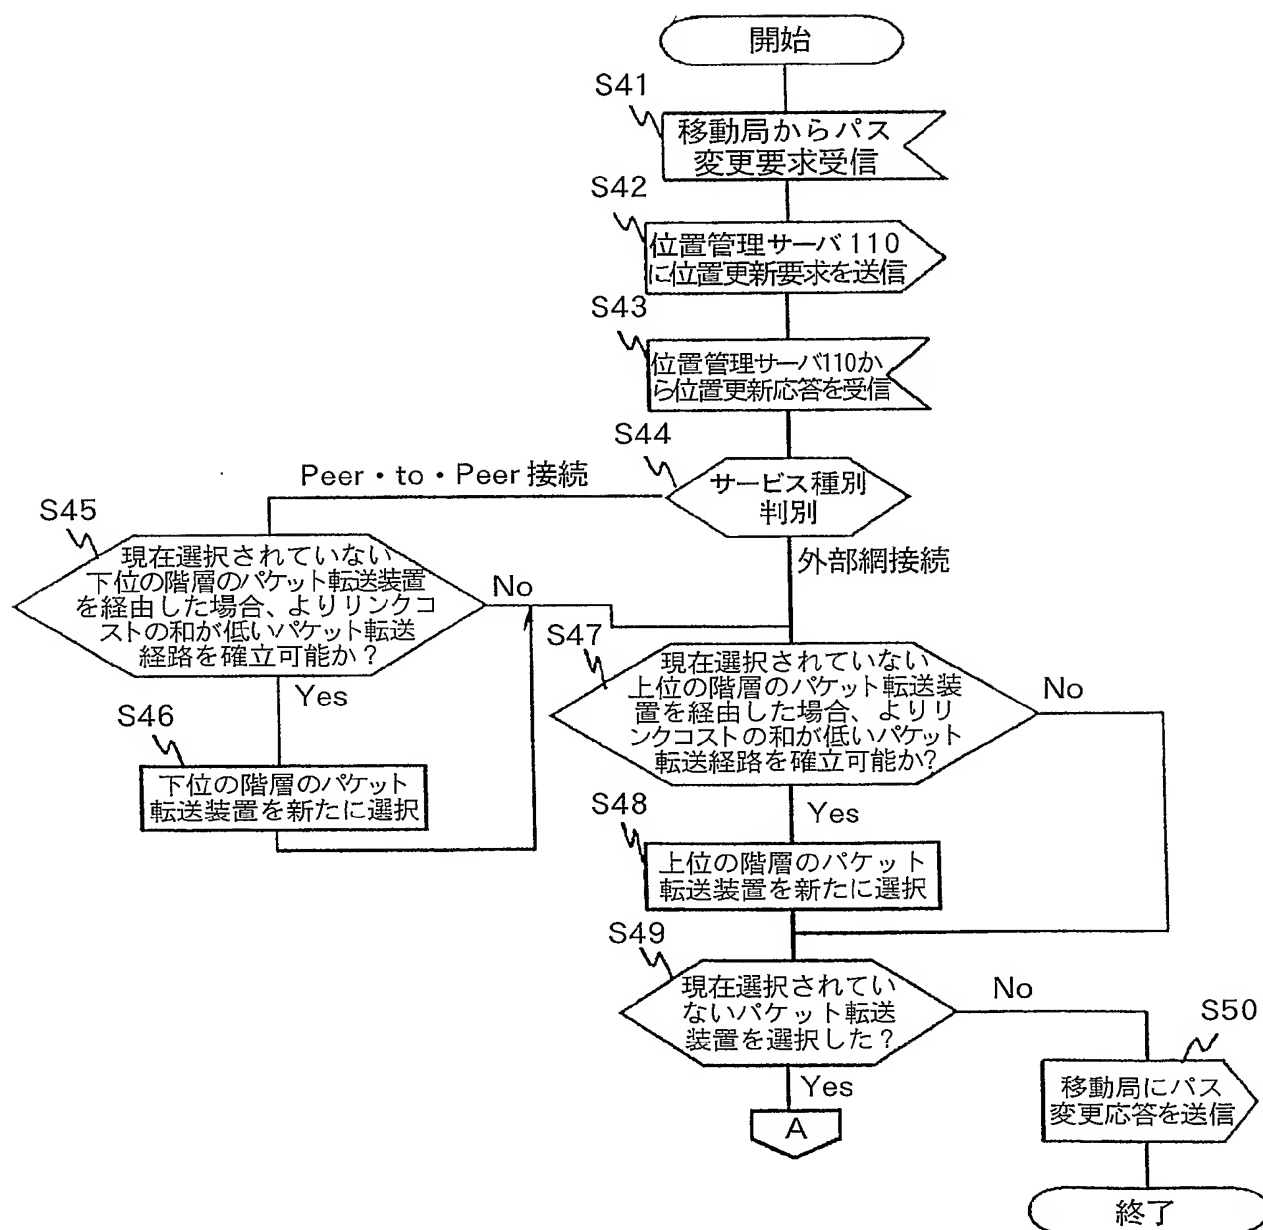 開始
S41
移動局からパス
変更要求受信
S42
位置管理サーバ110
に位置更新要求を送信
S43
位置管理サーバ110か
ら位置更新応答を受信
S44
サービス種別
判別
Peer・to・Peer 接続
外部網接続
S45
現在選択されていない
下位の階層のパケット転送装置
を経由した場合、よりリンクコ
ストの和が低いパケット転送
経路を確立可能か？
No
Yes
S46
下位の階層のパケット
転送装置を新たに選択
S47
現在選択されていない
上位の階層のパケット転送装
置を経由した場合、よりリ
ンクコストの和が低いパケット
転送経路を確立可能か?
No
Yes
S48
上位の階層のパケット
転送装置を新たに選択
S49
現在選択されてい
ないパケット転送
装置を選択した？
No
Yes
A
S50
移動局にパス
変更応答を送信
終了